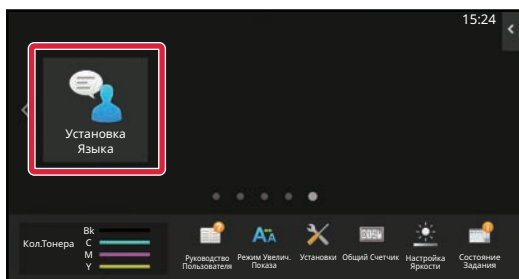 15:24
Установка
Языка
Кол.Тонера
Bk
C
M
Y
Руководство
Пользователя
Режим Увелич.
Показа
Установки
Общий Счетчик
Настройка
Яркости
Состояние
Задания